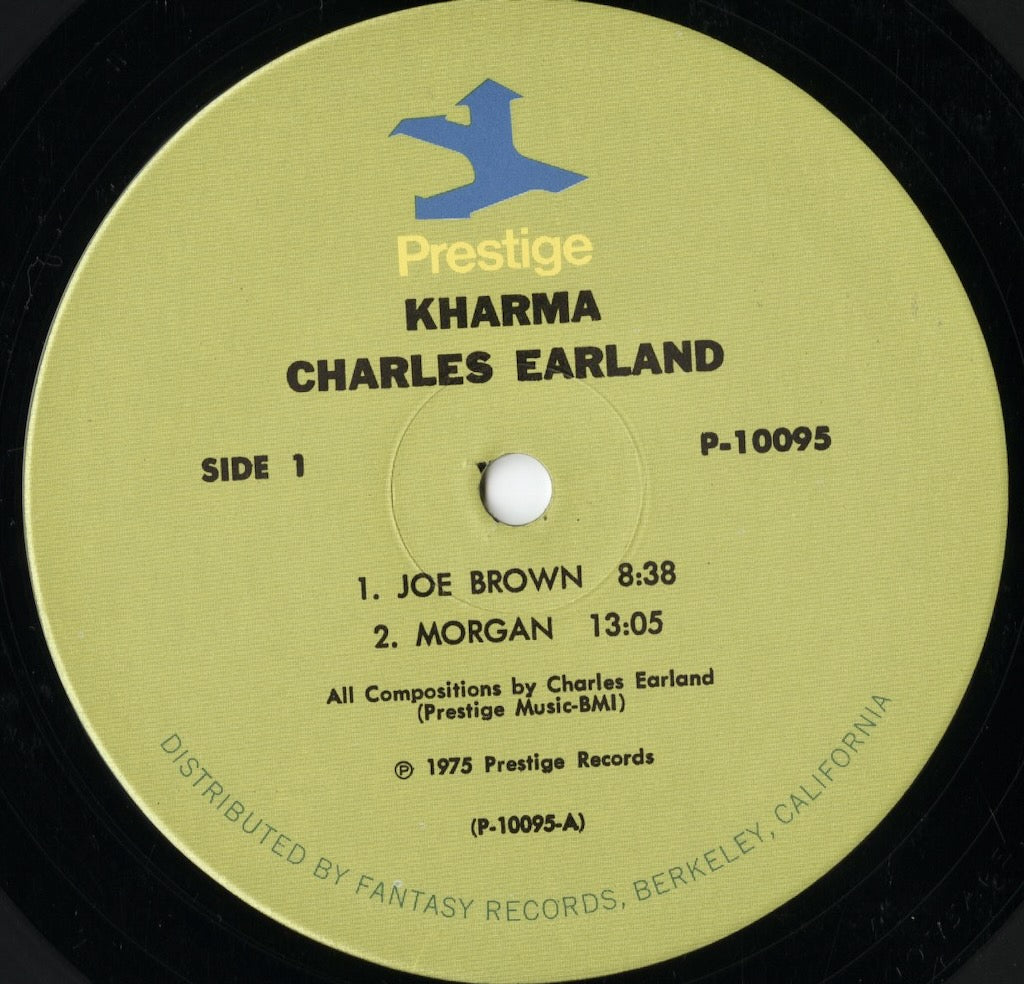 Prestige
KHARMA
CHARLES EARLAND
SIDE 1
P-10095
1. JOE BROWN 8:38
2. MORGAN 13:05
All Compositions by Charles Earland
(Prestige Music-BMI)
℗ 1975 Prestige Records
(P-10095-A)
DISTRIBUTED BY FANTASY RECORDS, BERKELEY, CALIFORNIA